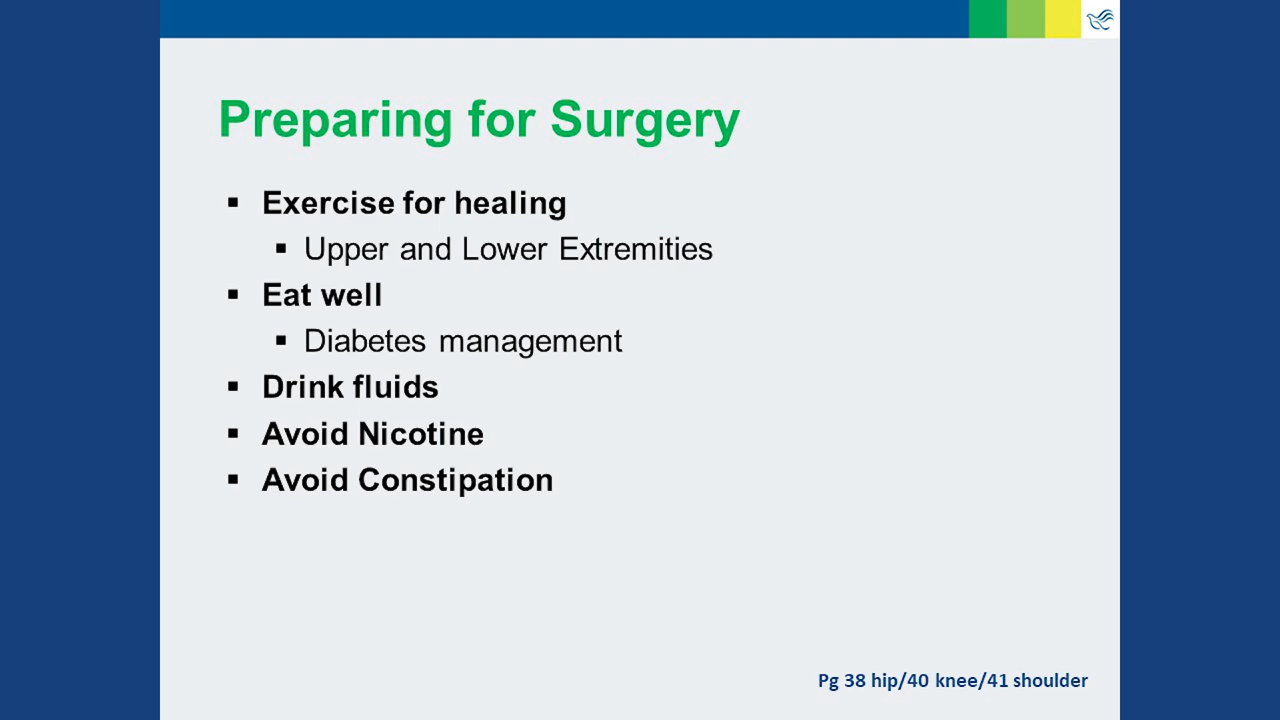 Preparing for Surgery
▪ Exercise for healing
▪ Upper and Lower Extremities
▪ Eat well
▪ Diabetes management
▪ Drink fluids
▪ Avoid Nicotine
▪ Avoid Constipation
Pg 38 hip/40 knee/41 shoulder